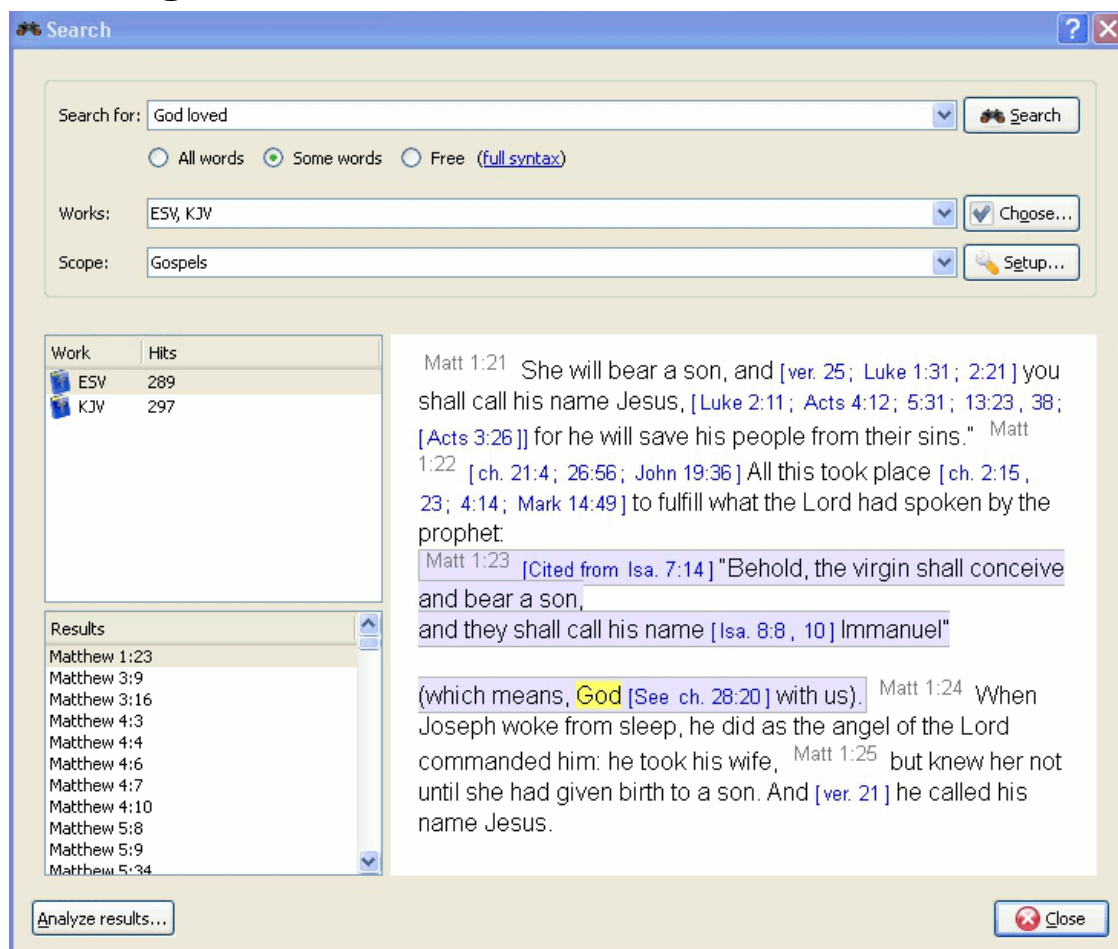 Search
Search for: God loved Search
All words Some words Free (full syntax)
Works: ESV, KJV Choose...
Scope: Gospels Setup...
Work Hits
ESV 289
KJV 297
Results
Matthew 1:23
Matthew 3:9
Matthew 3:16
Matthew 4:3
Matthew 4:4
Matthew 4:6
Matthew 4:7
Matthew 4:10
Matthew 5:8
Matthew 5:9
Matthew 5:34
Matt 1:21 She will bear a son, and [ver. 25; Luke 1:31; 2:21] you
shall call his name Jesus, [Luke 2:11; Acts 4:12; 5:31; 13:23, 38;
[Acts 3:26]] for he will save his people from their sins." Matt
1:22 [ch. 21:4; 26:56; John 19:36] All this took place [ch. 2:15,
23; 4:14; Mark 14:49] to fulfill what the Lord had spoken by the
prophet:
Matt 1:23 [Cited from Isa. 7:14] "Behold, the virgin shall conceive
and bear a son,
and they shall call his name [Isa. 8:8, 10] Immanuel"
(which means, God [See ch. 28:20] with us). Matt 1:24 When
Joseph woke from sleep, he did as the angel of the Lord
commanded him: he took his wife, Matt 1:25 but knew her not
until she had given birth to a son. And [ver. 21] he called his
name Jesus.
Analyze results... Close